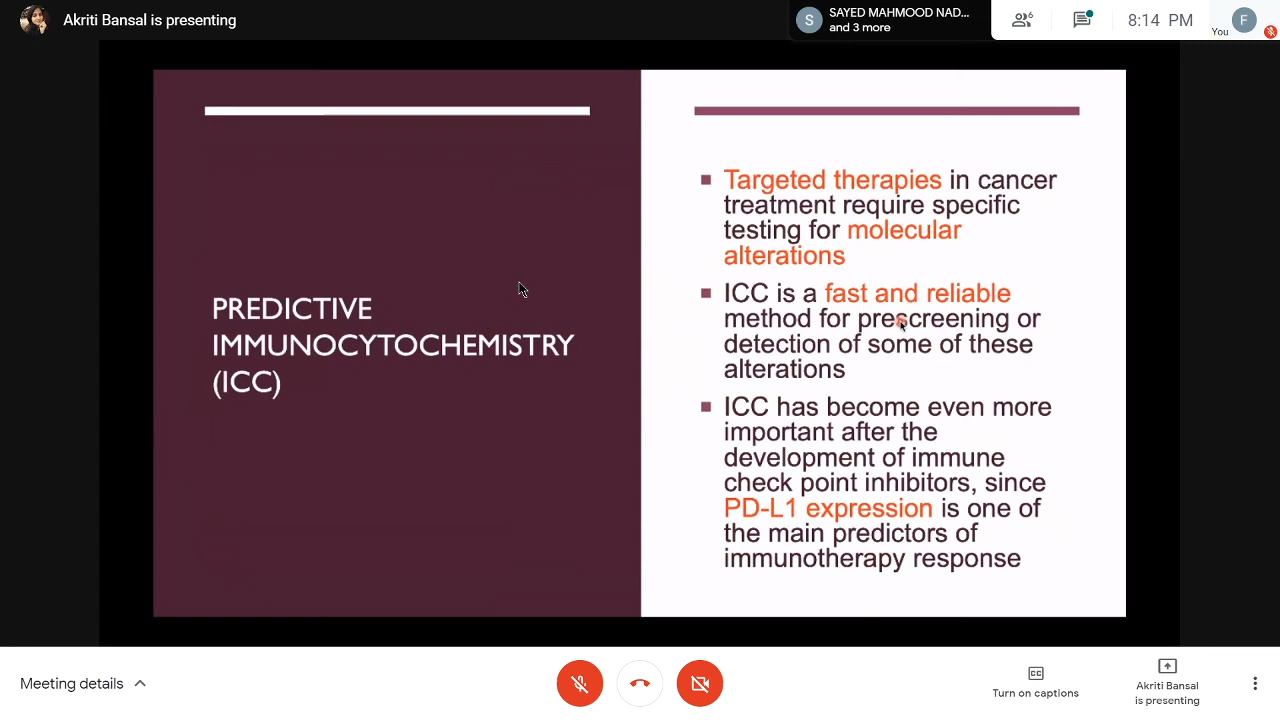 Akriti Bansal is presenting
S
SAYED MAHMOOD NAD...
and 3 more
6
8:14 PM
You
F
PREDICTIVE
IMMUNOCYTOCHEMISTRY
(ICC)
Targeted therapies in cancer
treatment require specific
testing for molecular
alterations
ICC is a fast and reliable
method for prescreening or
detection of some of these
alterations
ICC has become even more
important after the
development of immune
check point inhibitors, since
PD-L1 expression is one of
the main predictors of
immunotherapy response
Meeting details
CC
Turn on captions
Akriti Bansal
is presenting